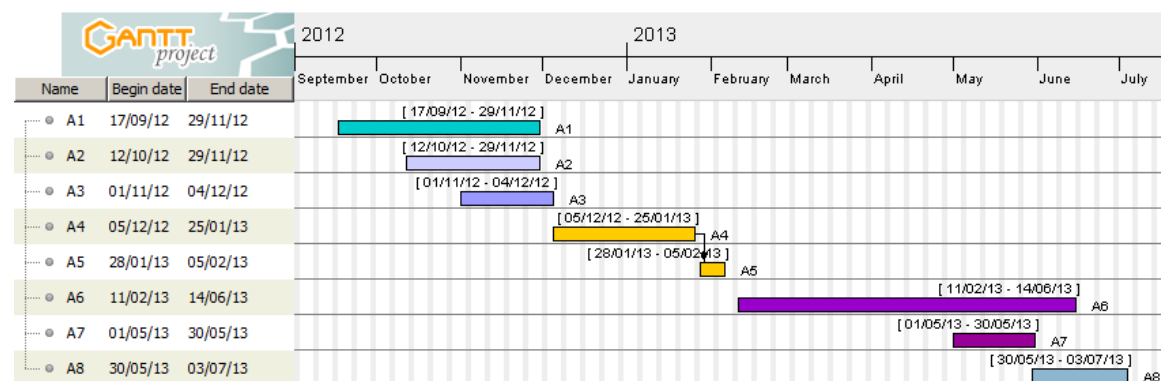 GANTT
project
2012 2013
September October November December January February March April May June July
Name Begin date End date
[ 17/09/12 - 29/11/12 ]
A1 17/09/12 29/11/12 A1
[ 12/10/12 - 29/11/12 ]
A2 12/10/12 29/11/12 A2
[ 01/11/12 - 04/12/12 ]
A3 01/11/12 04/12/12 A3
[ 05/12/12 - 25/01/13 ]
A4 05/12/12 25/01/13 A4
[ 28/01/13 - 05/02/13 ]
A5 28/01/13 05/02/13 A5
[ 11/02/13 - 14/06/13 ]
A6 11/02/13 14/06/13 A6
[ 01/05/13 - 30/05/13 ]
A7 01/05/13 30/05/13 A7
[ 30/05/13 - 03/07/13 ]
A8 30/05/13 03/07/13 A8